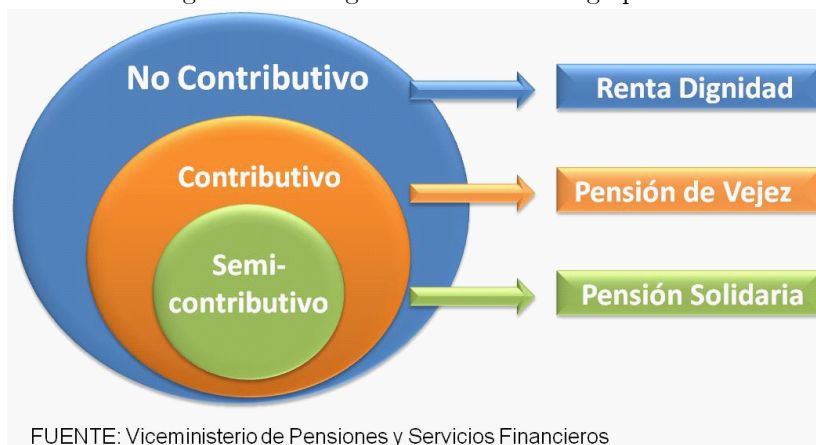 No Contributivo
Renta Dignidad
Contributivo
Pensión de Vejez
Semi-
contributivo
Pensión Solidaria
FUENTE: Viceministerio de Pensiones y Servicios Financieros